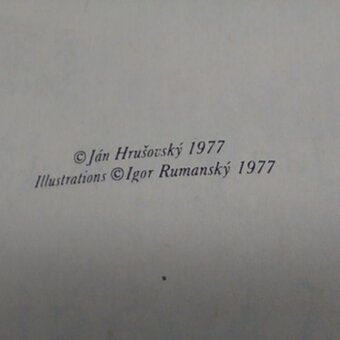 © Ján Hrušovský 1977
Illustrations © Igor Rumanský 1977